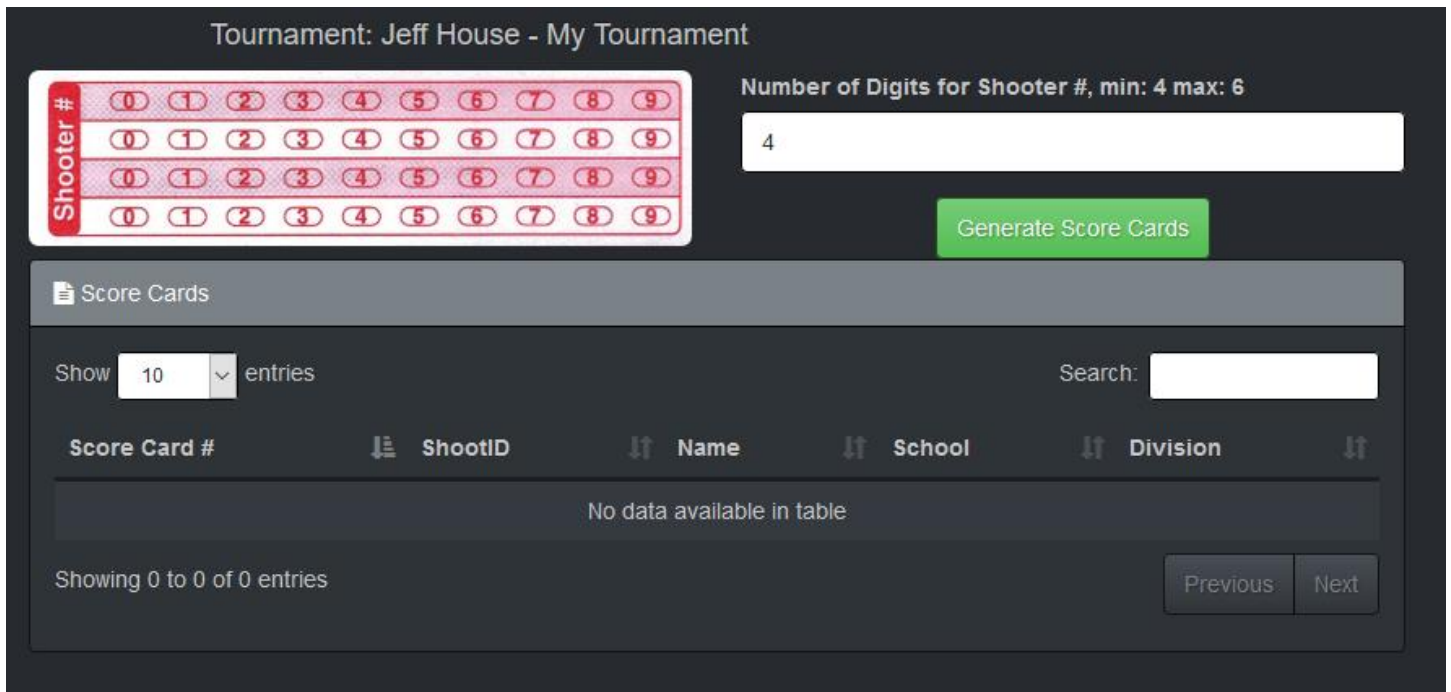 Tournament: Jeff House - My Tournament
Shooter #
0 1 2 3 4 5 6 7 8 9
0 1 2 3 4 5 6 7 8 9
0 1 2 3 4 5 6 7 8 9
0 1 2 3 4 5 6 7 8 9
Number of Digits for Shooter #, min: 4 max: 6
4
Generate Score Cards
Score Cards
Show 10 entries Search:
Score Card # ShootID Name School Division
No data available in table
Showing 0 to 0 of 0 entries Previous Next